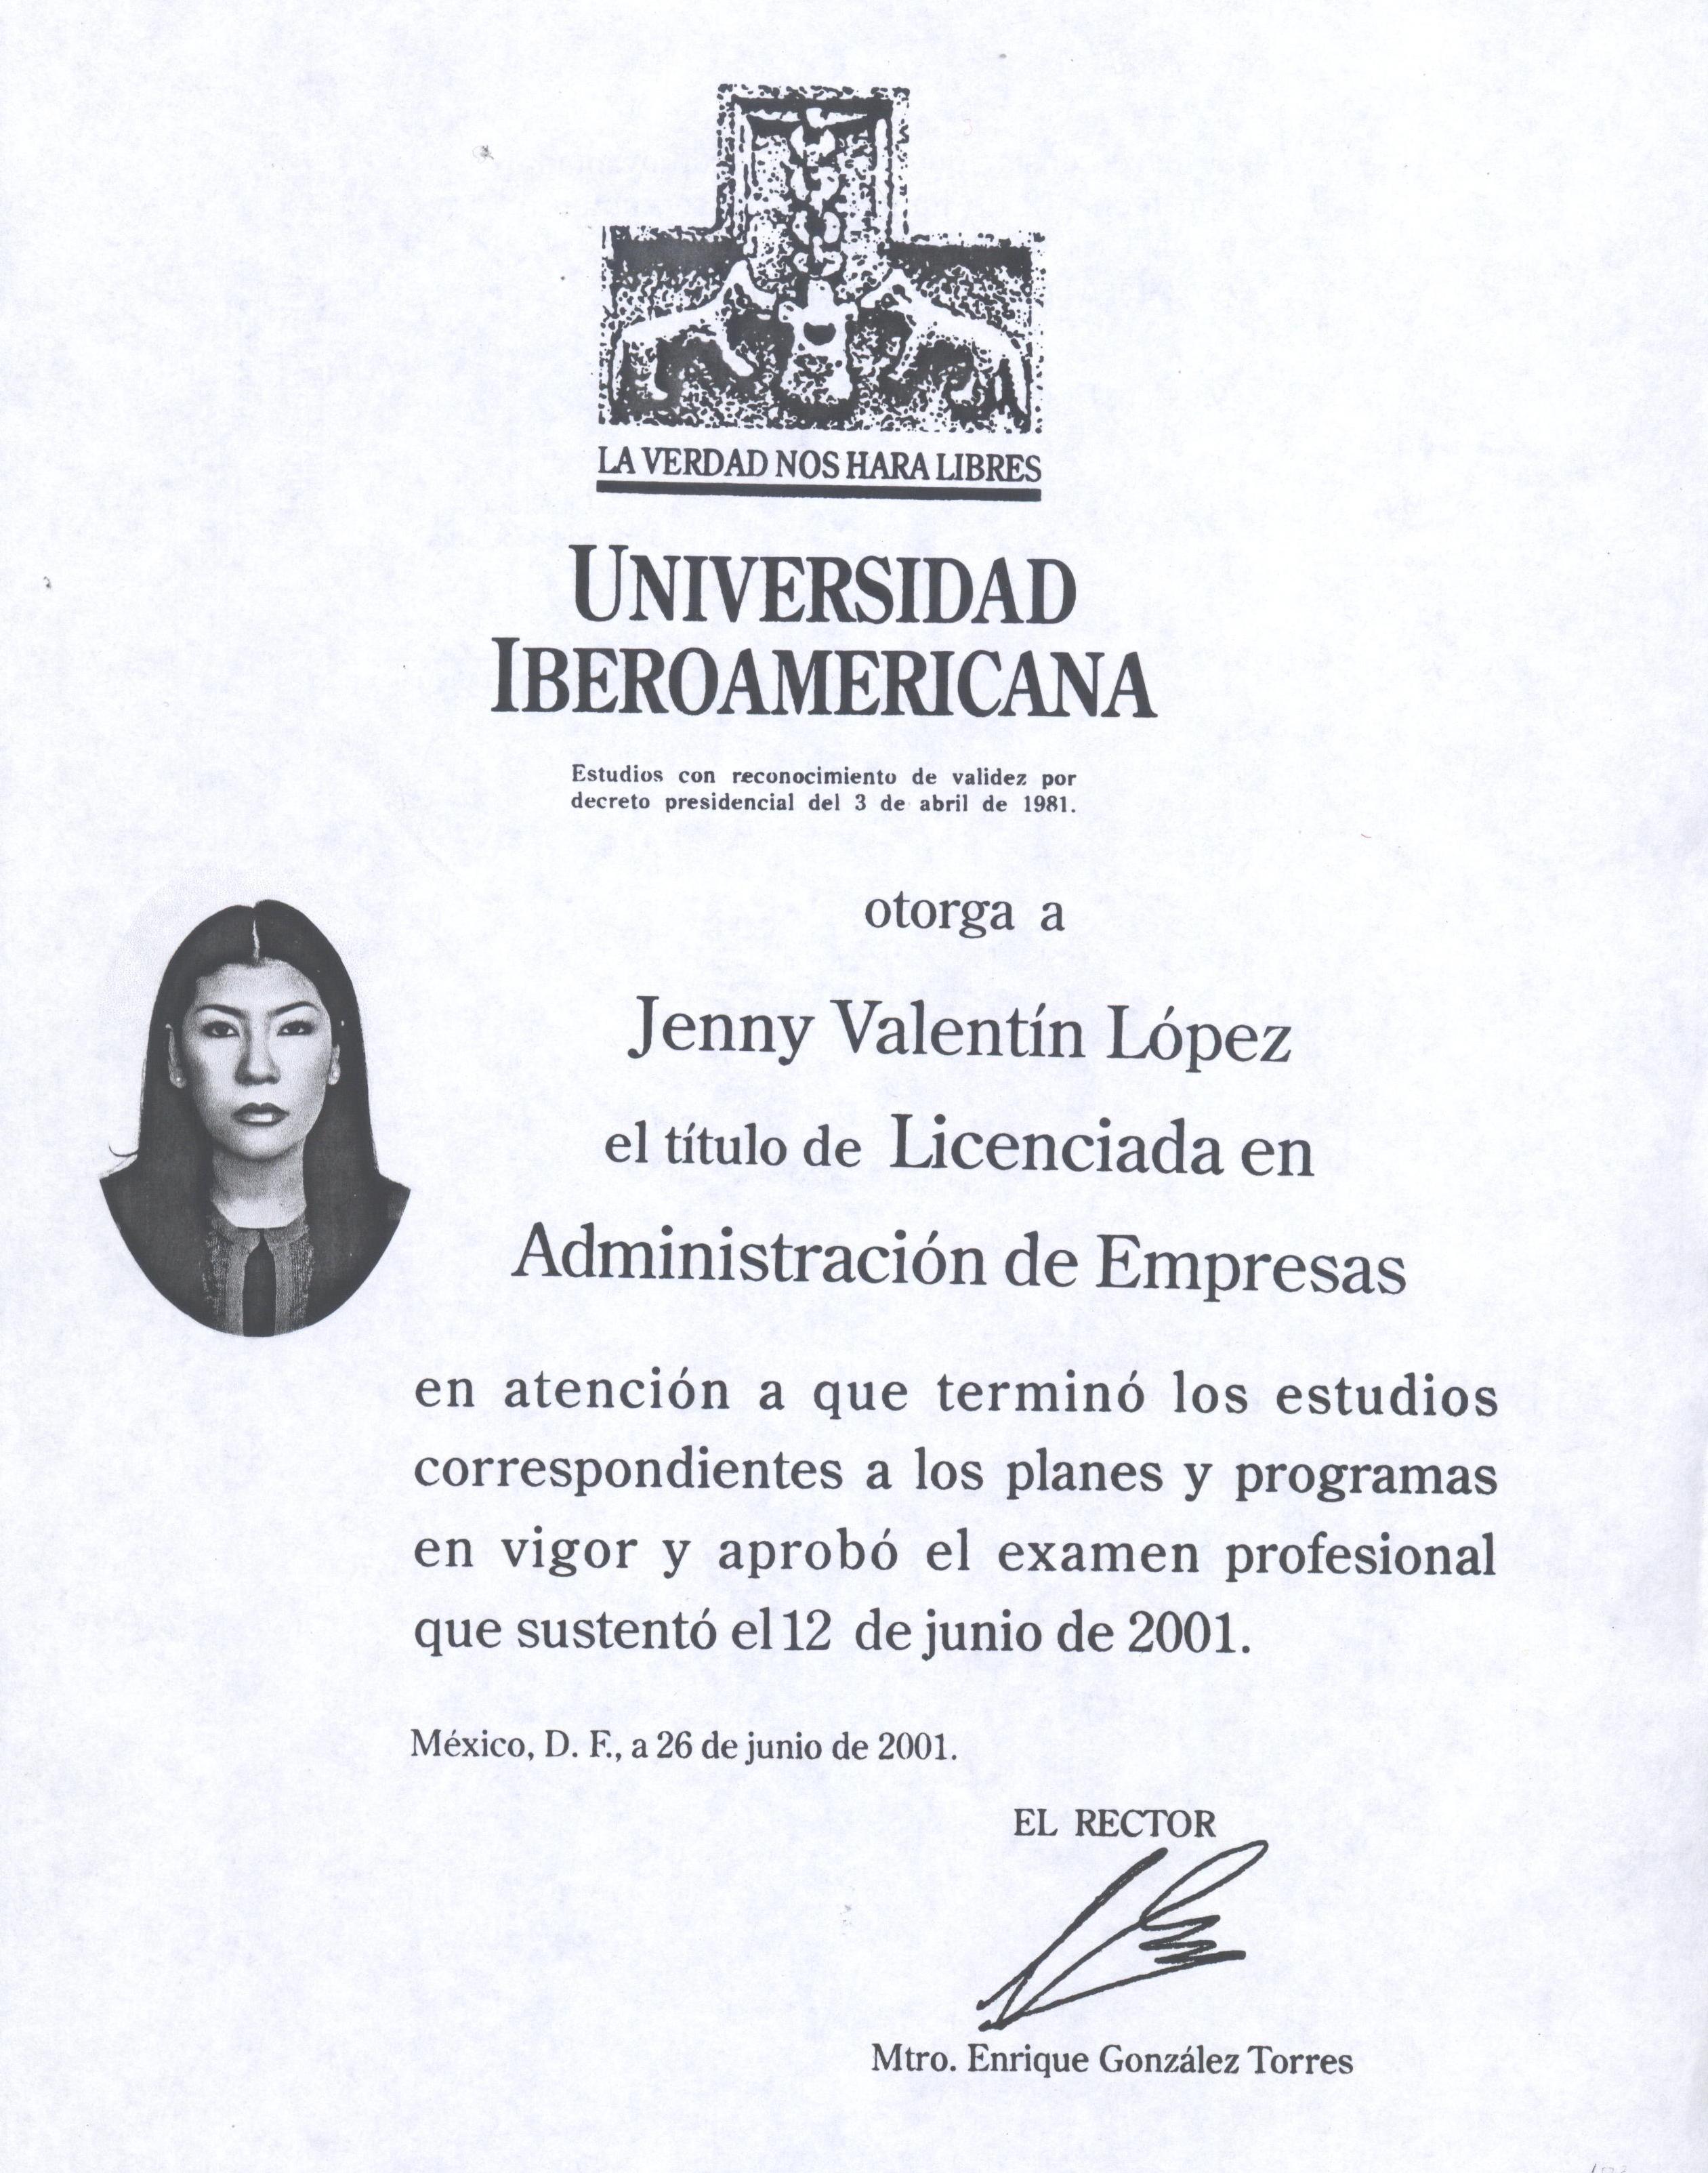 LA VERDAD NOS HARA LIBRES
UNIVERSIDAD
IBEROAMERICANA
Estudios con reconocimiento de validez por
decreto presidencial del 3 de abril de 1981.
otorga a
Jenny Valentín López
el título de Licenciada en
Administración de Empresas
en atención a que terminó los estudios
correspondientes a los planes y programas
en vigor y aprobó el examen profesional
que sustentó el 12 de junio de 2001.
México, D. F., a 26 de junio de 2001.
EL RECTOR
Mtro. Enrique González Torres